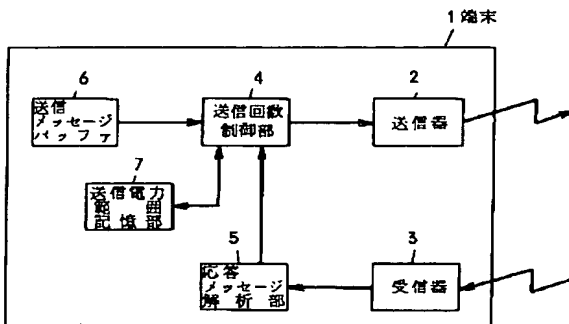 1 端末
6
送信
メッセージ
バッファ
4
送信回数
制御部
2
送信器
7
送信電力
範囲
記憶部
5
応答
メッセージ
解析部
3
受信器